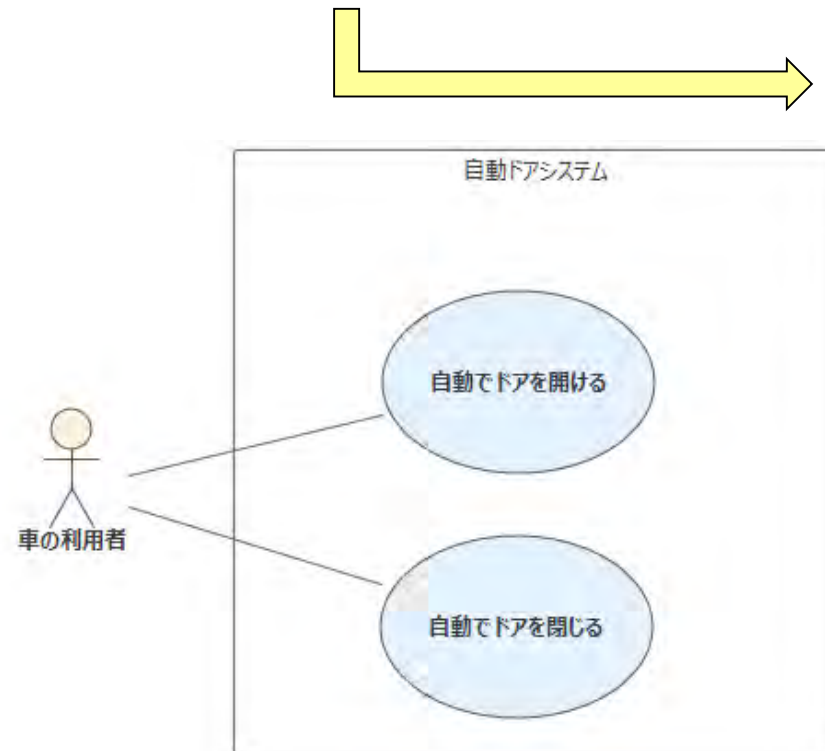 自動ドアシステム
自動でドアを開ける
車の利用者
自動でドアを閉じる